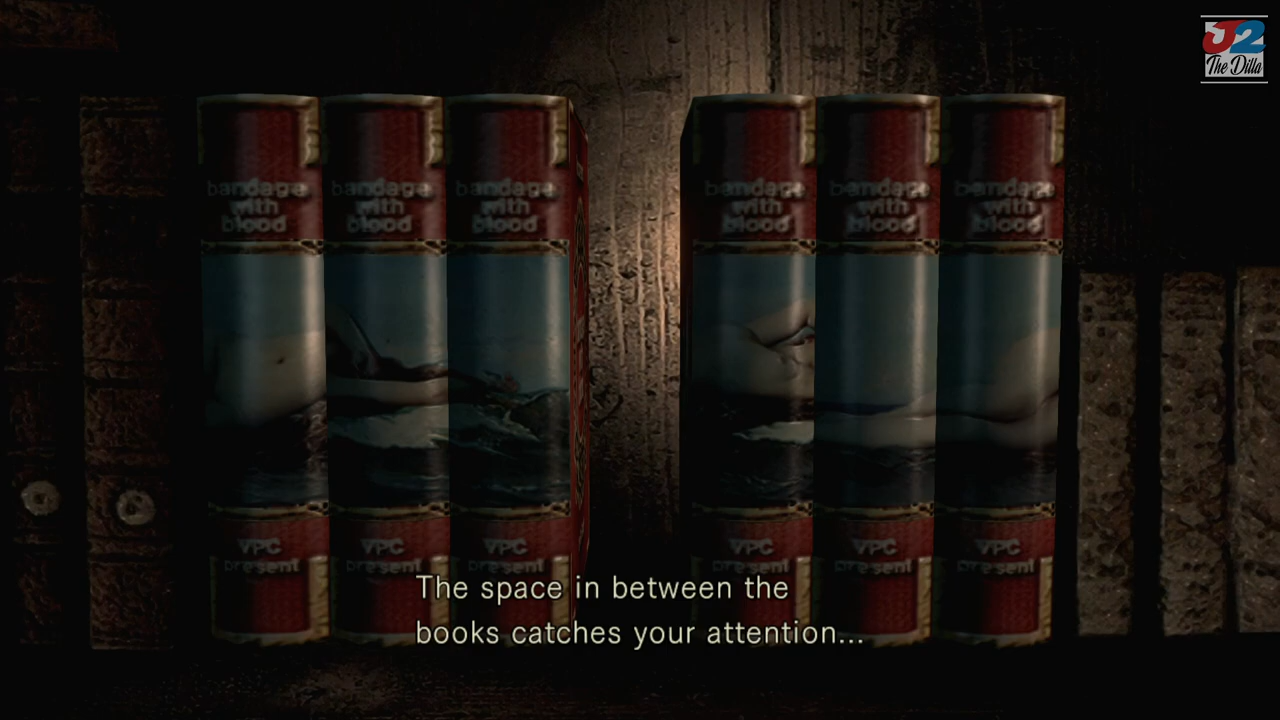 J2
The Dilla
bandage bandage bandage bandage bandage bandage
with with with with with with
blood blood blood blood blood blood
VPC VPC VPC VPC VPC VPC
present present present present present present
The space in between the
books catches your attention...